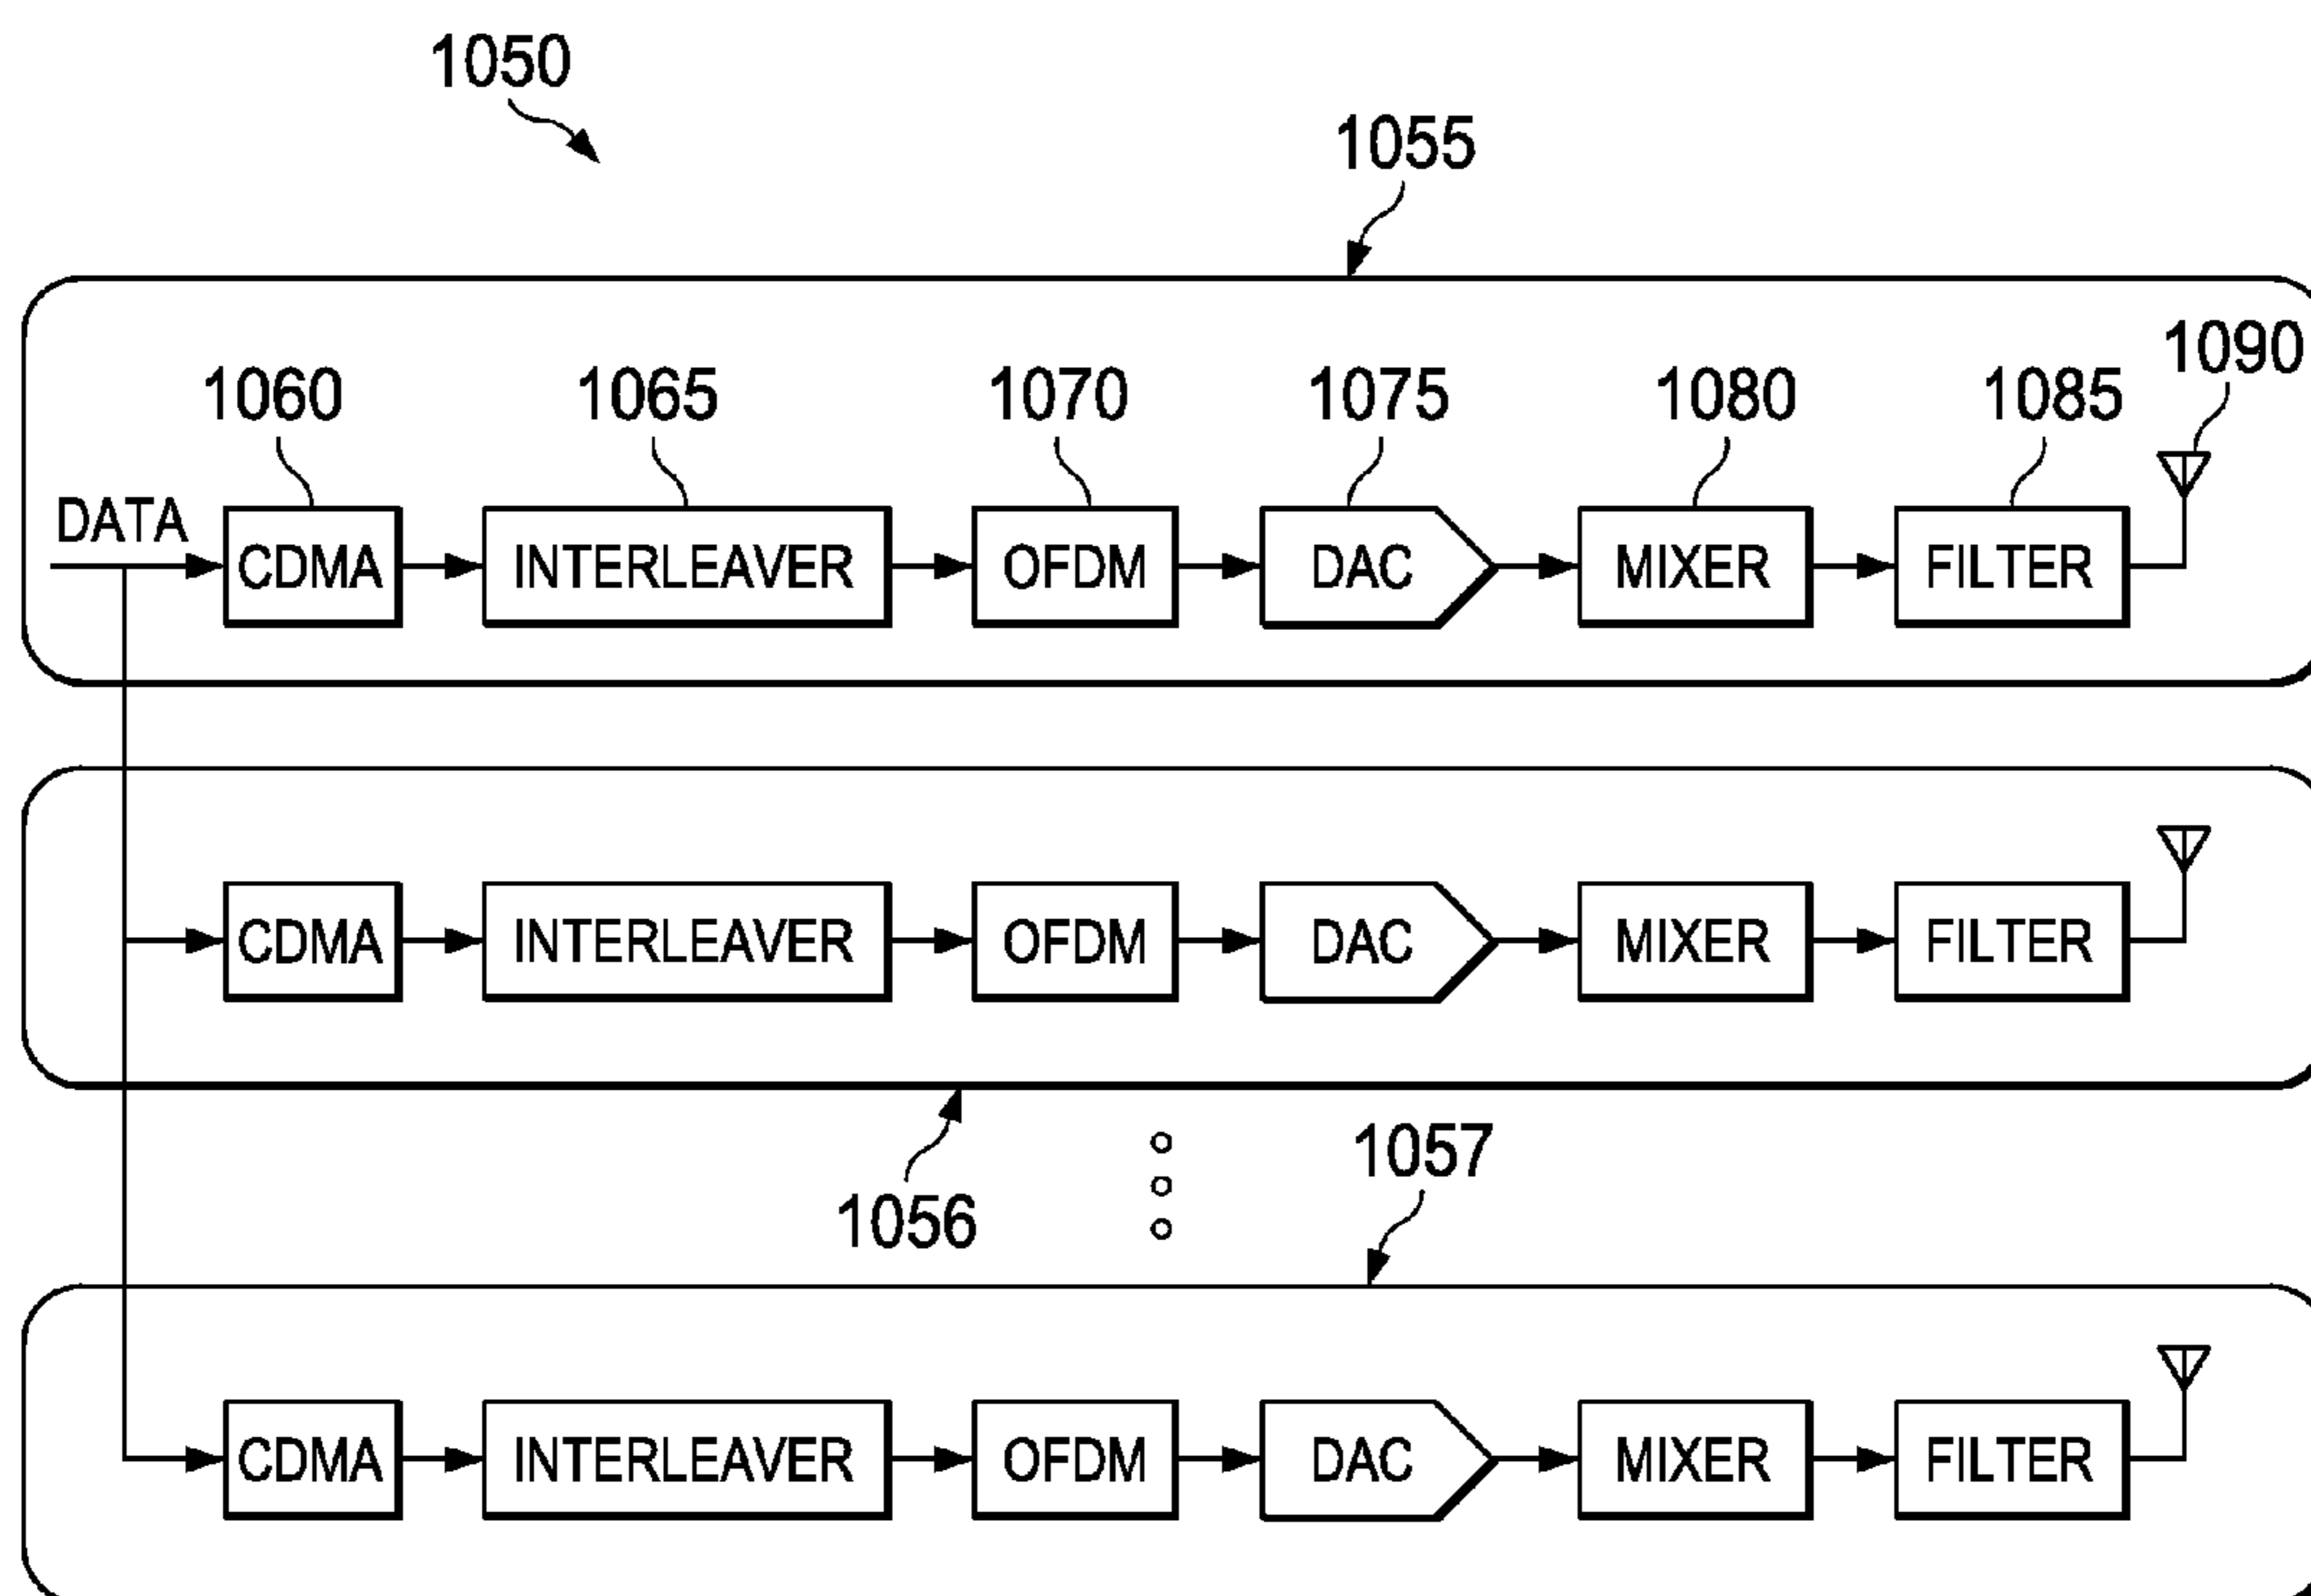 1050
1055
1090
1060 1065 1070 1075 1080 1085
DATA
CDMA INTERLEAVER OFDM DAC MIXER FILTER
CDMA INTERLEAVER OFDM DAC MIXER FILTER
1057
1056
CDMA INTERLEAVER OFDM DAC MIXER FILTER